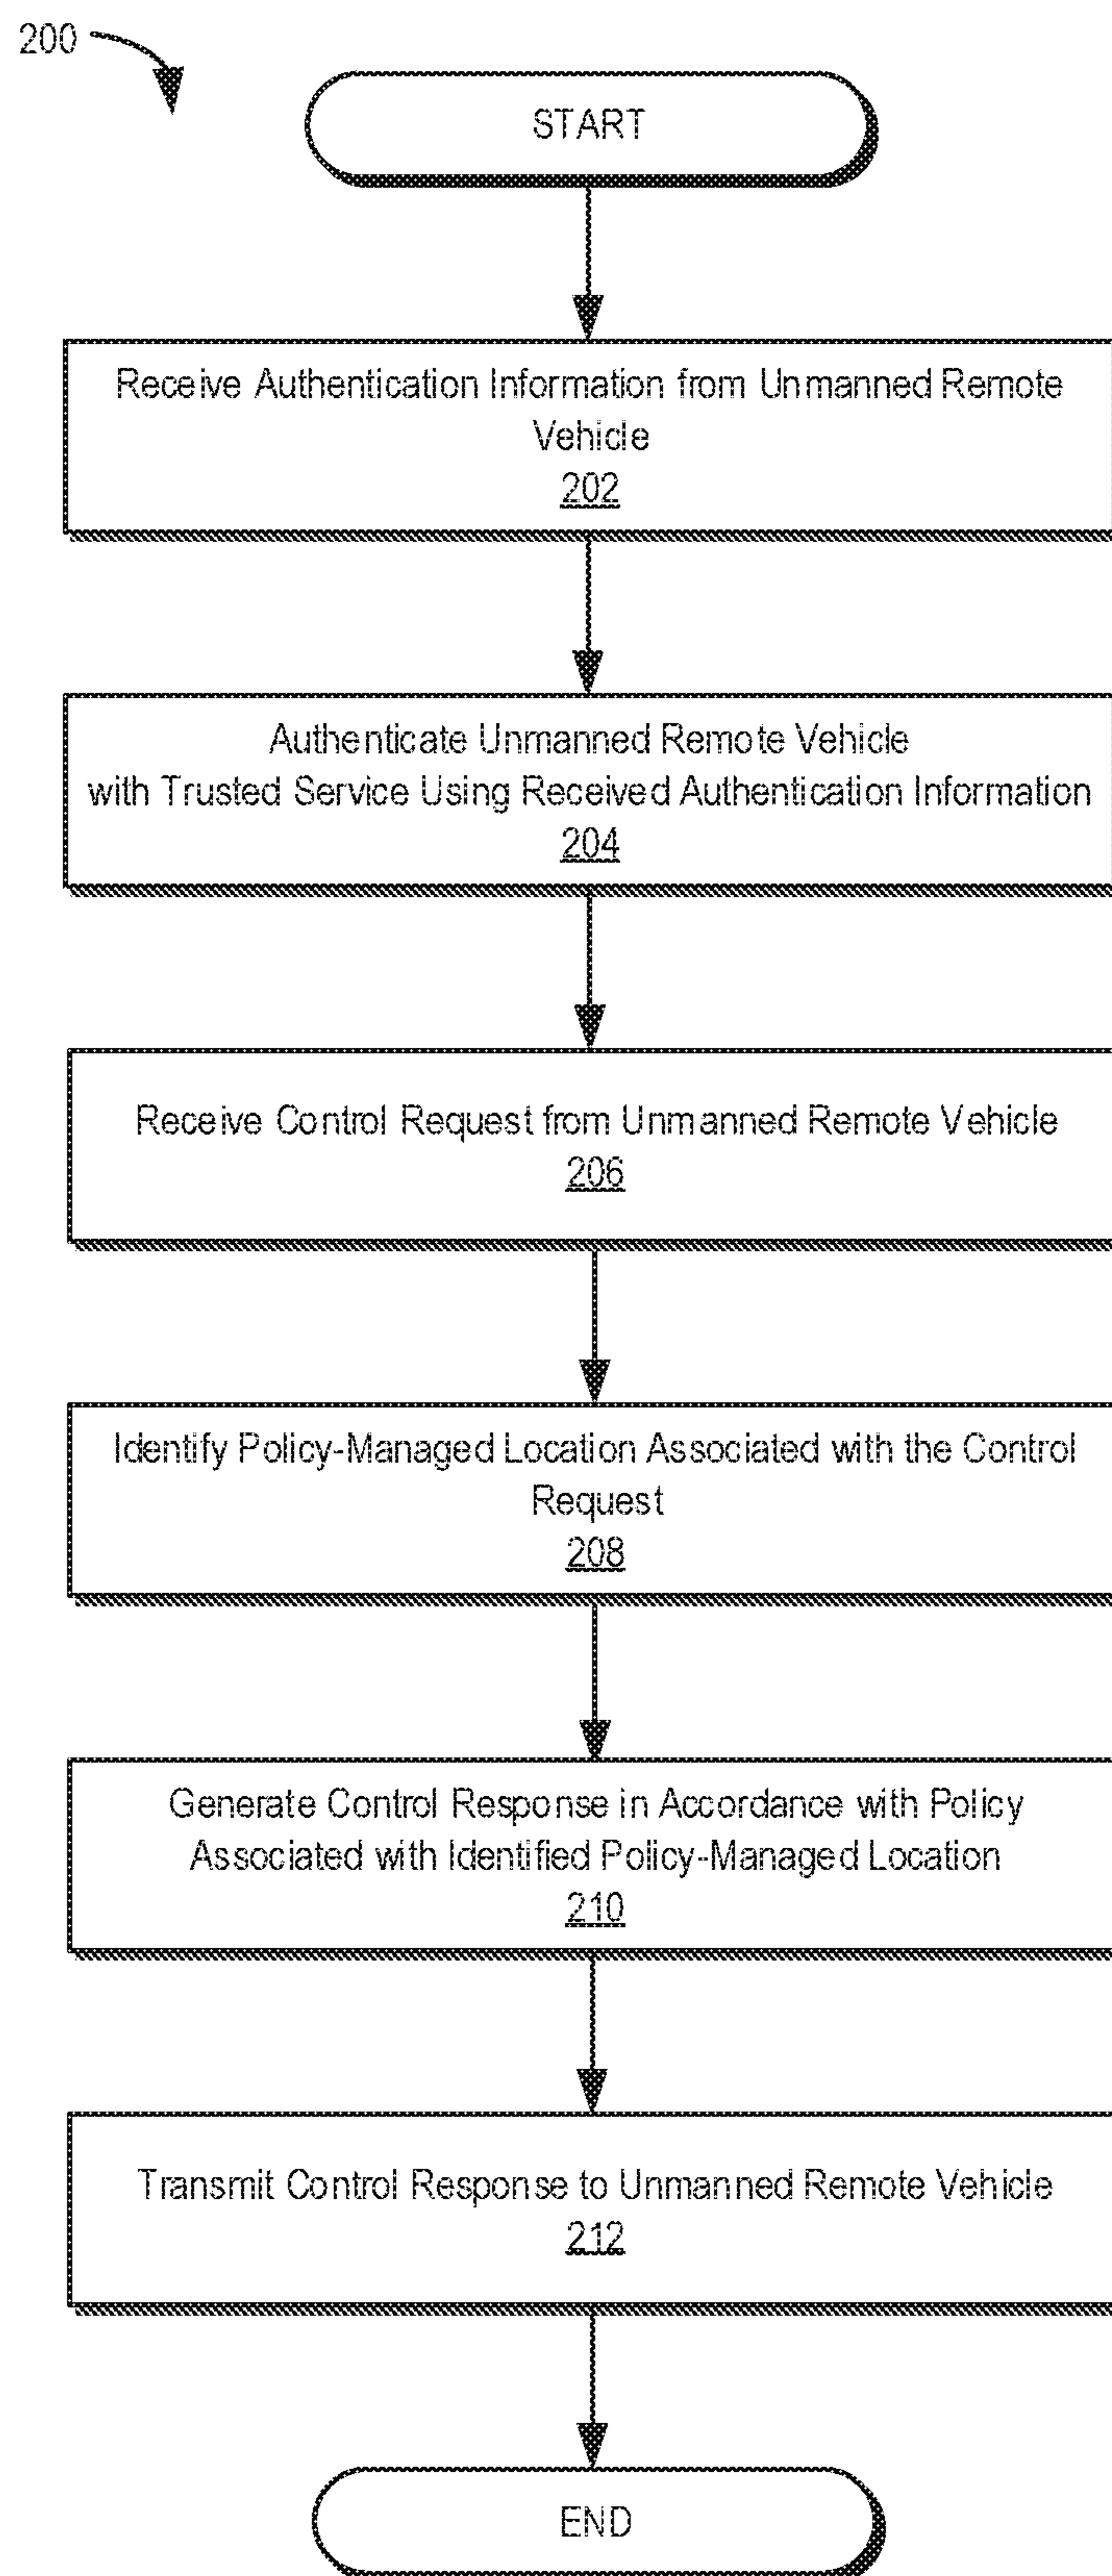 200
START
Receive Authentication Information from Unmanned Remote
Vehicle
202
Authenticate Unmanned Remote Vehicle
with Trusted Service Using Received Authentication Information
204
Receive Control Request from Unmanned Remote Vehicle
206
Identify Policy-Managed Location Associated with the Control
Request
208
Generate Control Response in Accordance with Policy
Associated with Identified Policy-Managed Location
210
Transmit Control Response to Unmanned Remote Vehicle
212
END